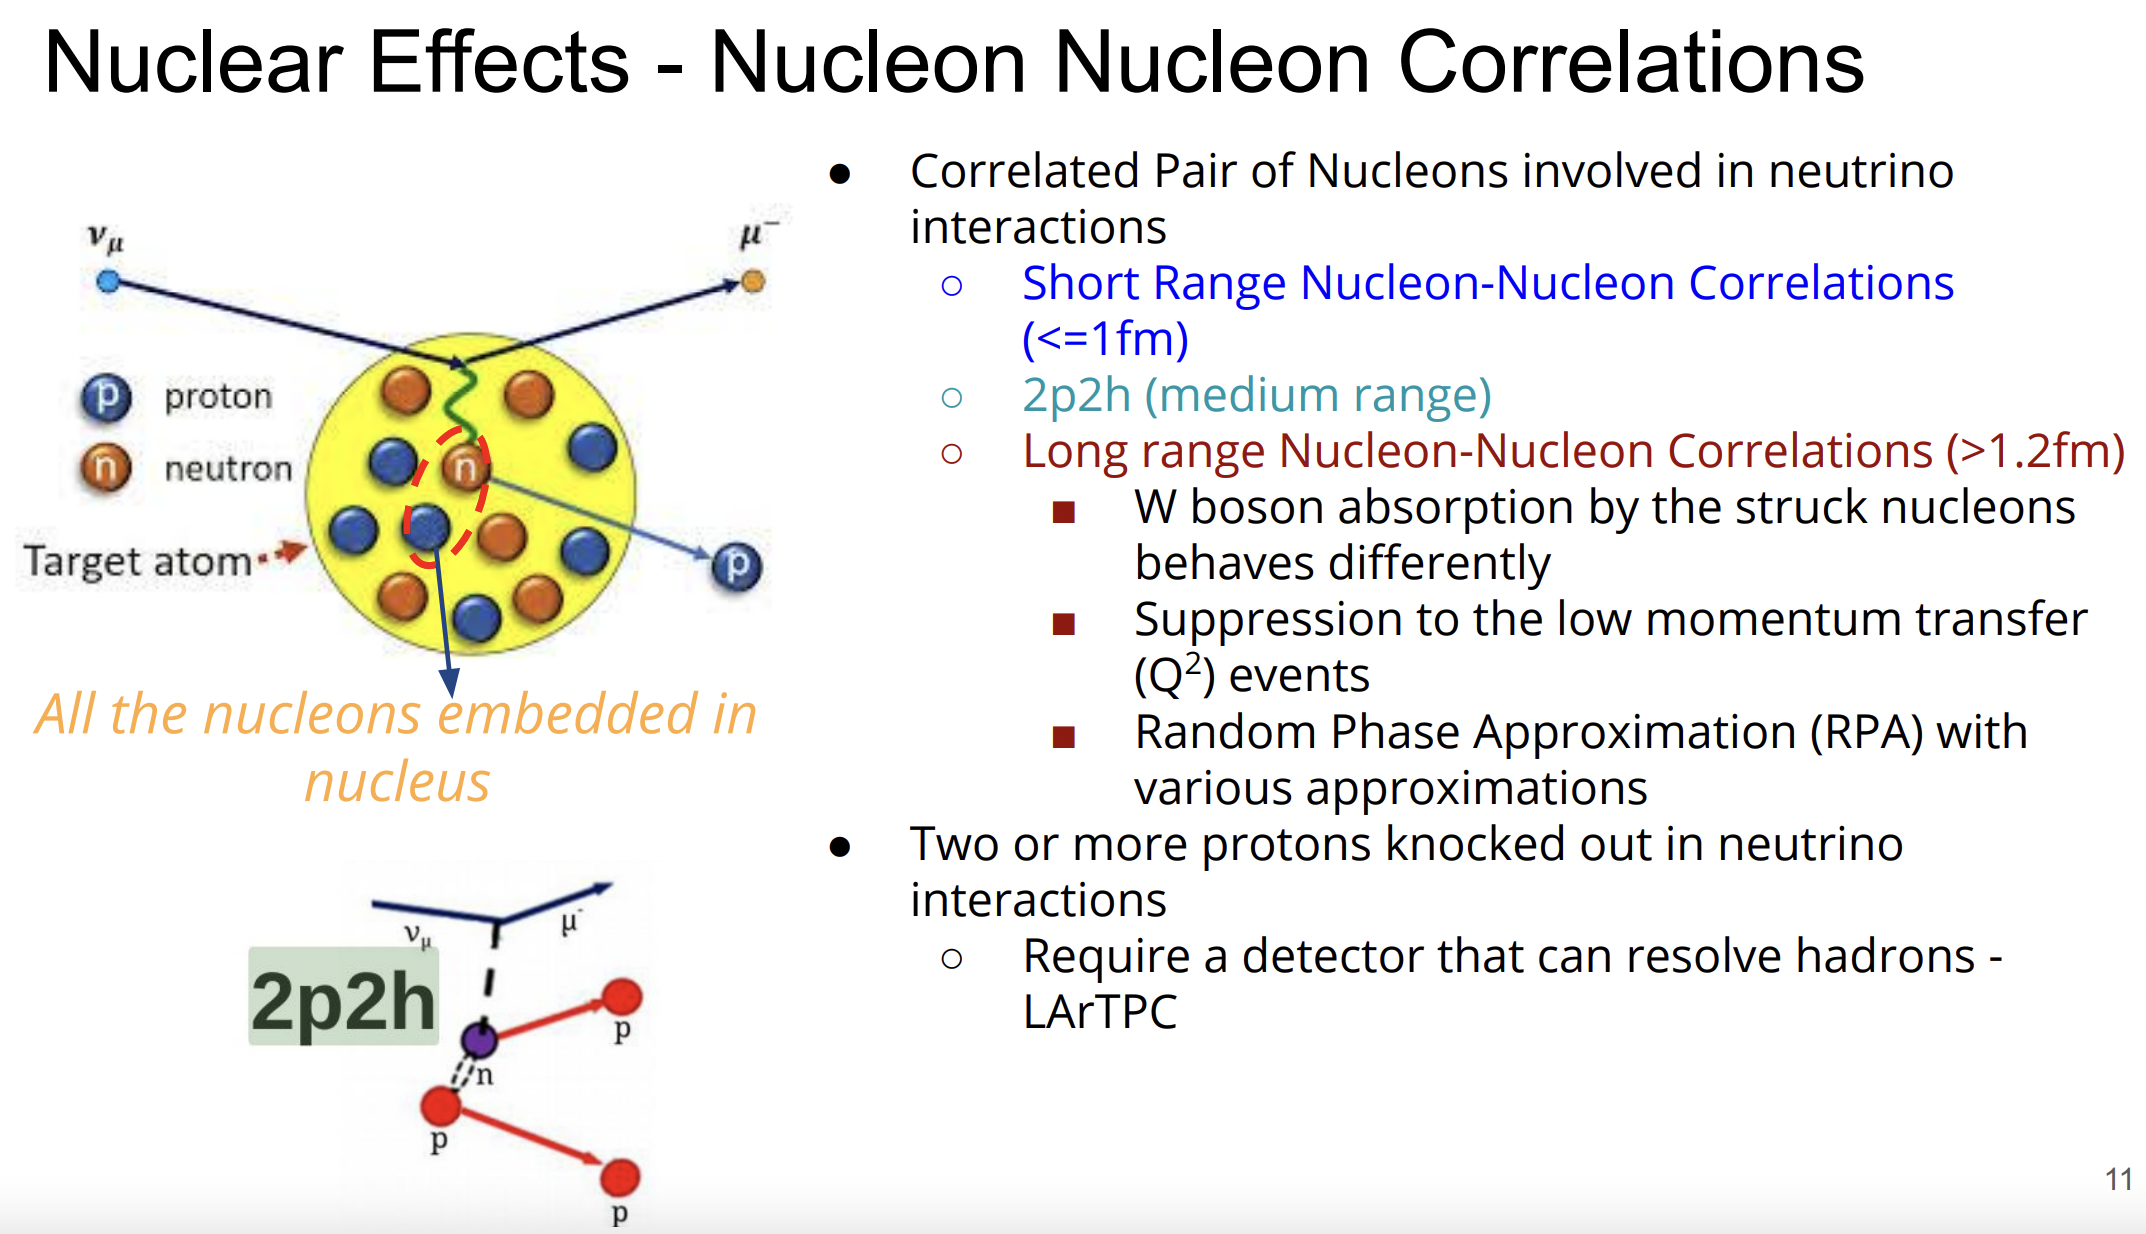 Nuclear Effects - Nucleon Nucleon Correlations
νμ
μ⁻
p proton
n neutron
n
p
Target atom
All the nucleons embedded in
nucleus
νμ
μ⁻
2p2h
p
n
p
p
● Correlated Pair of Nucleons involved in neutrino
interactions
○ Short Range Nucleon-Nucleon Correlations
(<=1fm)
○ 2p2h (medium range)
○ Long range Nucleon-Nucleon Correlations (>1.2fm)
■ W boson absorption by the struck nucleons
behaves differently
■ Suppression to the low momentum transfer
(Q²) events
■ Random Phase Approximation (RPA) with
various approximations
● Two or more protons knocked out in neutrino
interactions
○ Require a detector that can resolve hadrons -
LArTPC
11